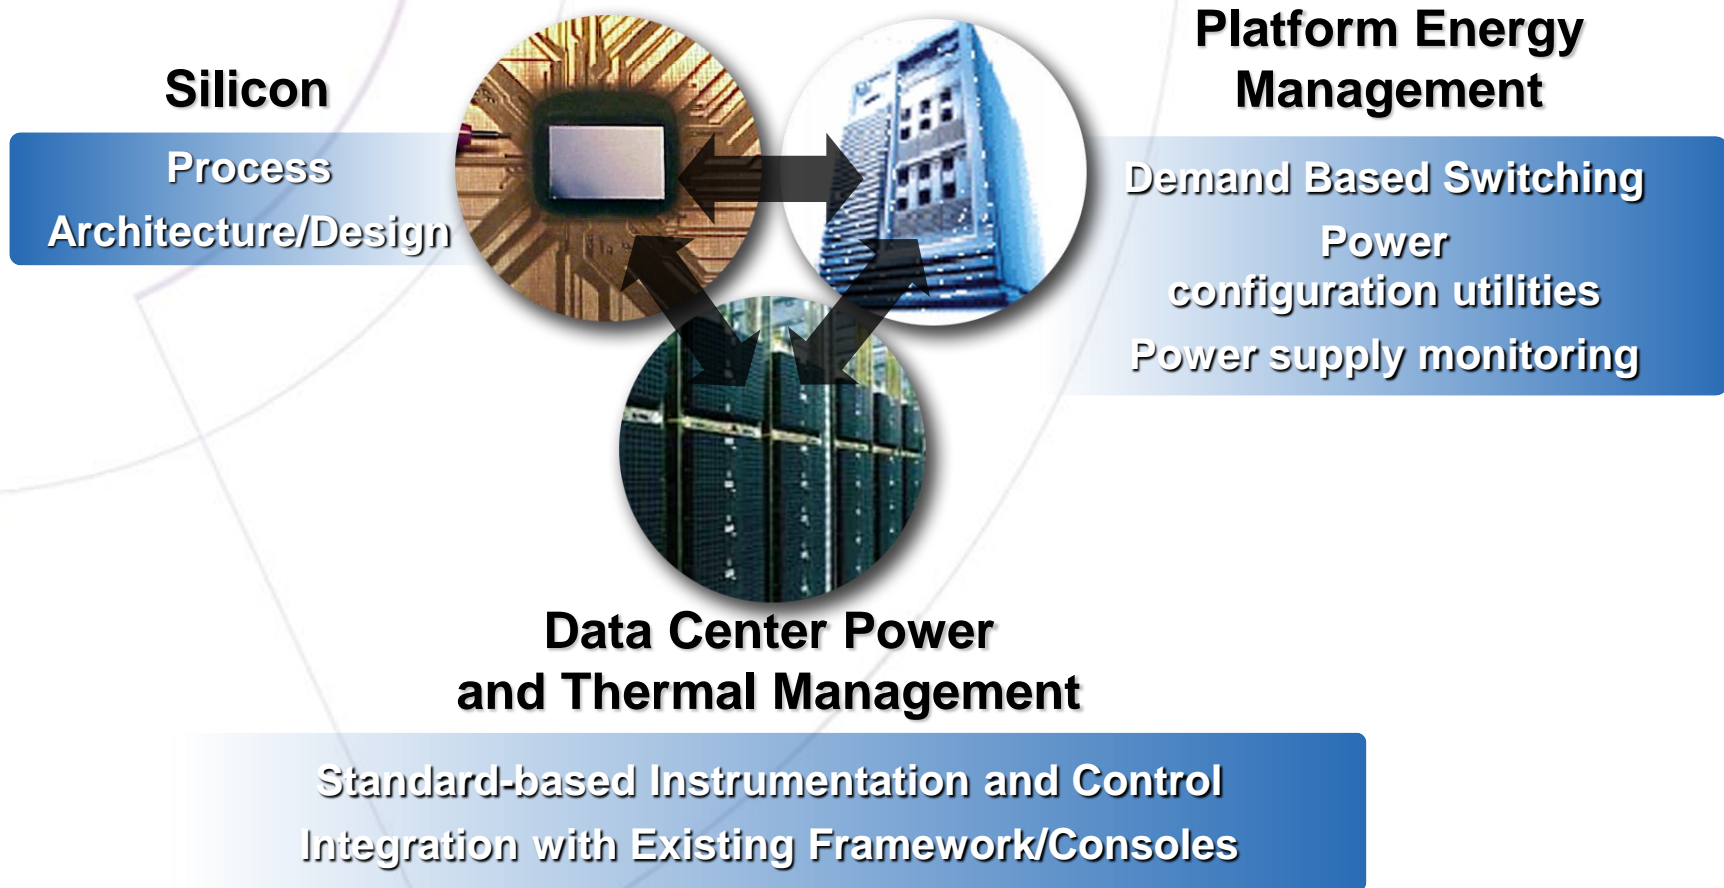 Silicon
Process
Architecture/Design
Platform Energy
Management
Demand Based Switching
Power
configuration utilities
Power supply monitoring
Data Center Power
and Thermal Management
Standard-based Instrumentation and Control
Integration with Existing Framework/Consoles